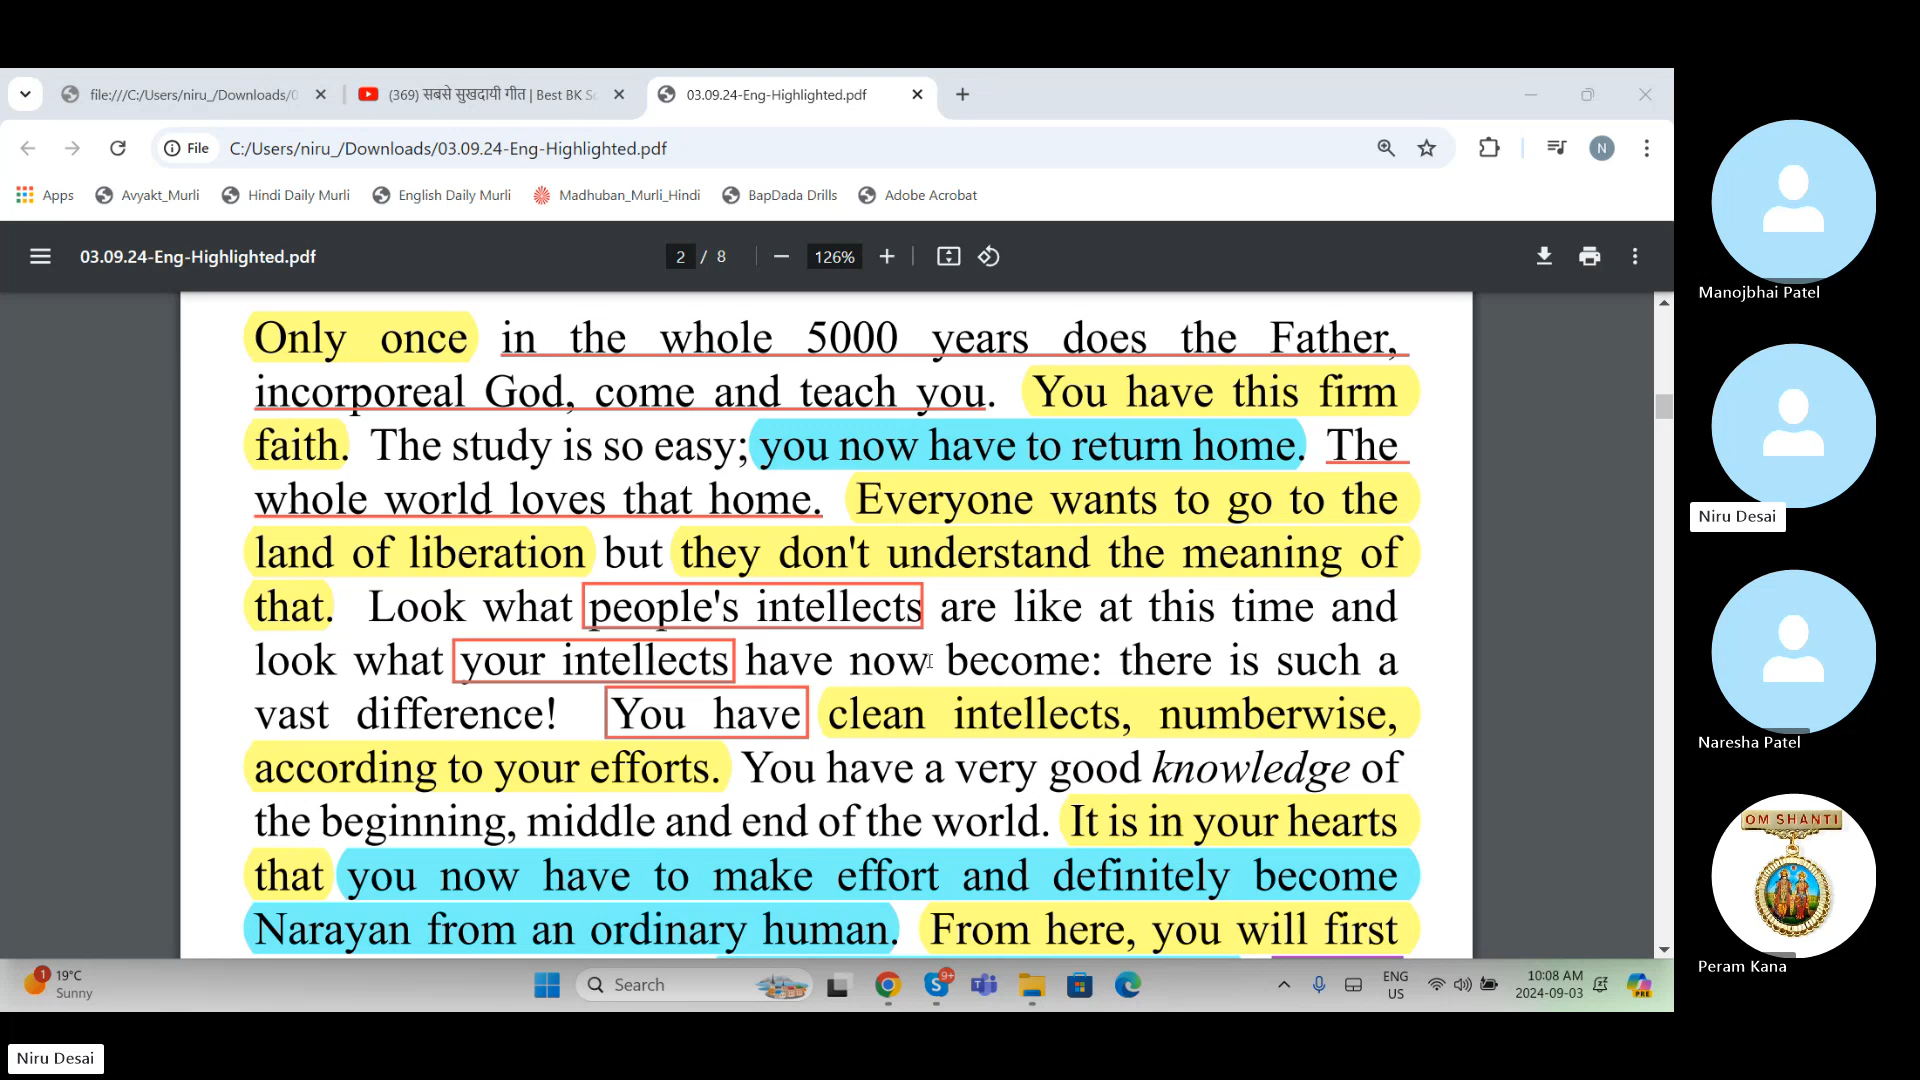 file:///C:/Users/niru_/Downloads/0
(369) सबसे सुखदायी गीत | Best BK So
03.09.24-Eng-Highlighted.pdf
File
C:/Users/niru_/Downloads/03.09.24-Eng-Highlighted.pdf
N
Apps
Avyakt_Murli
Hindi Daily Murli
English Daily Murli
Madhuban_Murli_Hindi
BapDada Drills
Adobe Acrobat
03.09.24-Eng-Highlighted.pdf
2 / 8
126%
Only once in the whole 5000 years does the Father,
incorporeal God, come and teach you. You have this firm
faith. The study is so easy; you now have to return home. The
whole world loves that home. Everyone wants to go to the
land of liberation but they don't understand the meaning of
that. Look what people's intellects are like at this time and
look what your intellects have now become: there is such a
vast difference! You have clean intellects, numberwise,
according to your efforts. You have a very good knowledge of
the beginning, middle and end of the world. It is in your hearts
that you now have to make effort and definitely become
Narayan from an ordinary human. From here, you will first
Manojbhai Patel
Niru Desai
Naresha Patel
OM SHANTI
Peram Kana
1
19°C
Sunny
Search
9+
PRE
ENG
US
10:08 AM
2024-09-03
Niru Desai